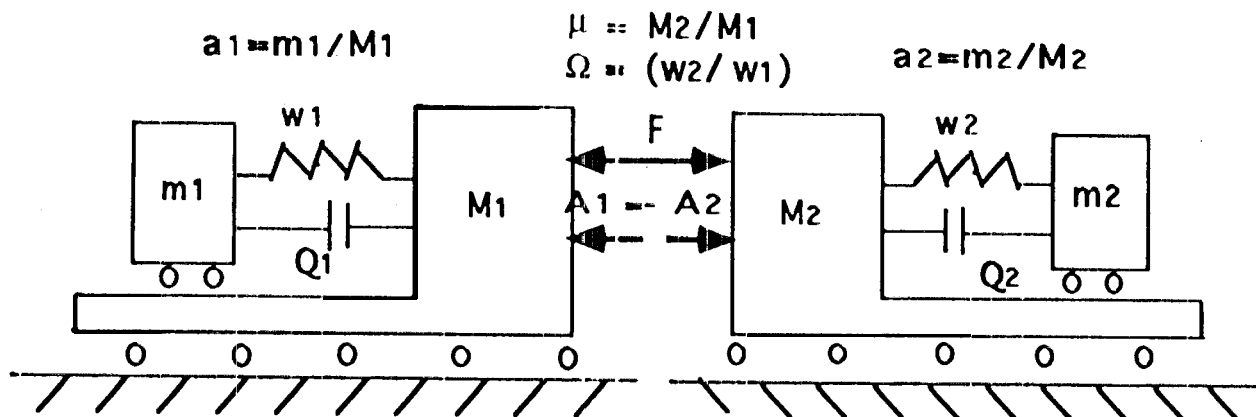 a1=m1/M1
μ = M2/M1
Ω = (w2/w1)
a2=m2/M2
w1
F
w2
m1
M1
A1 =- A2
M2
m2
Q1
Q2